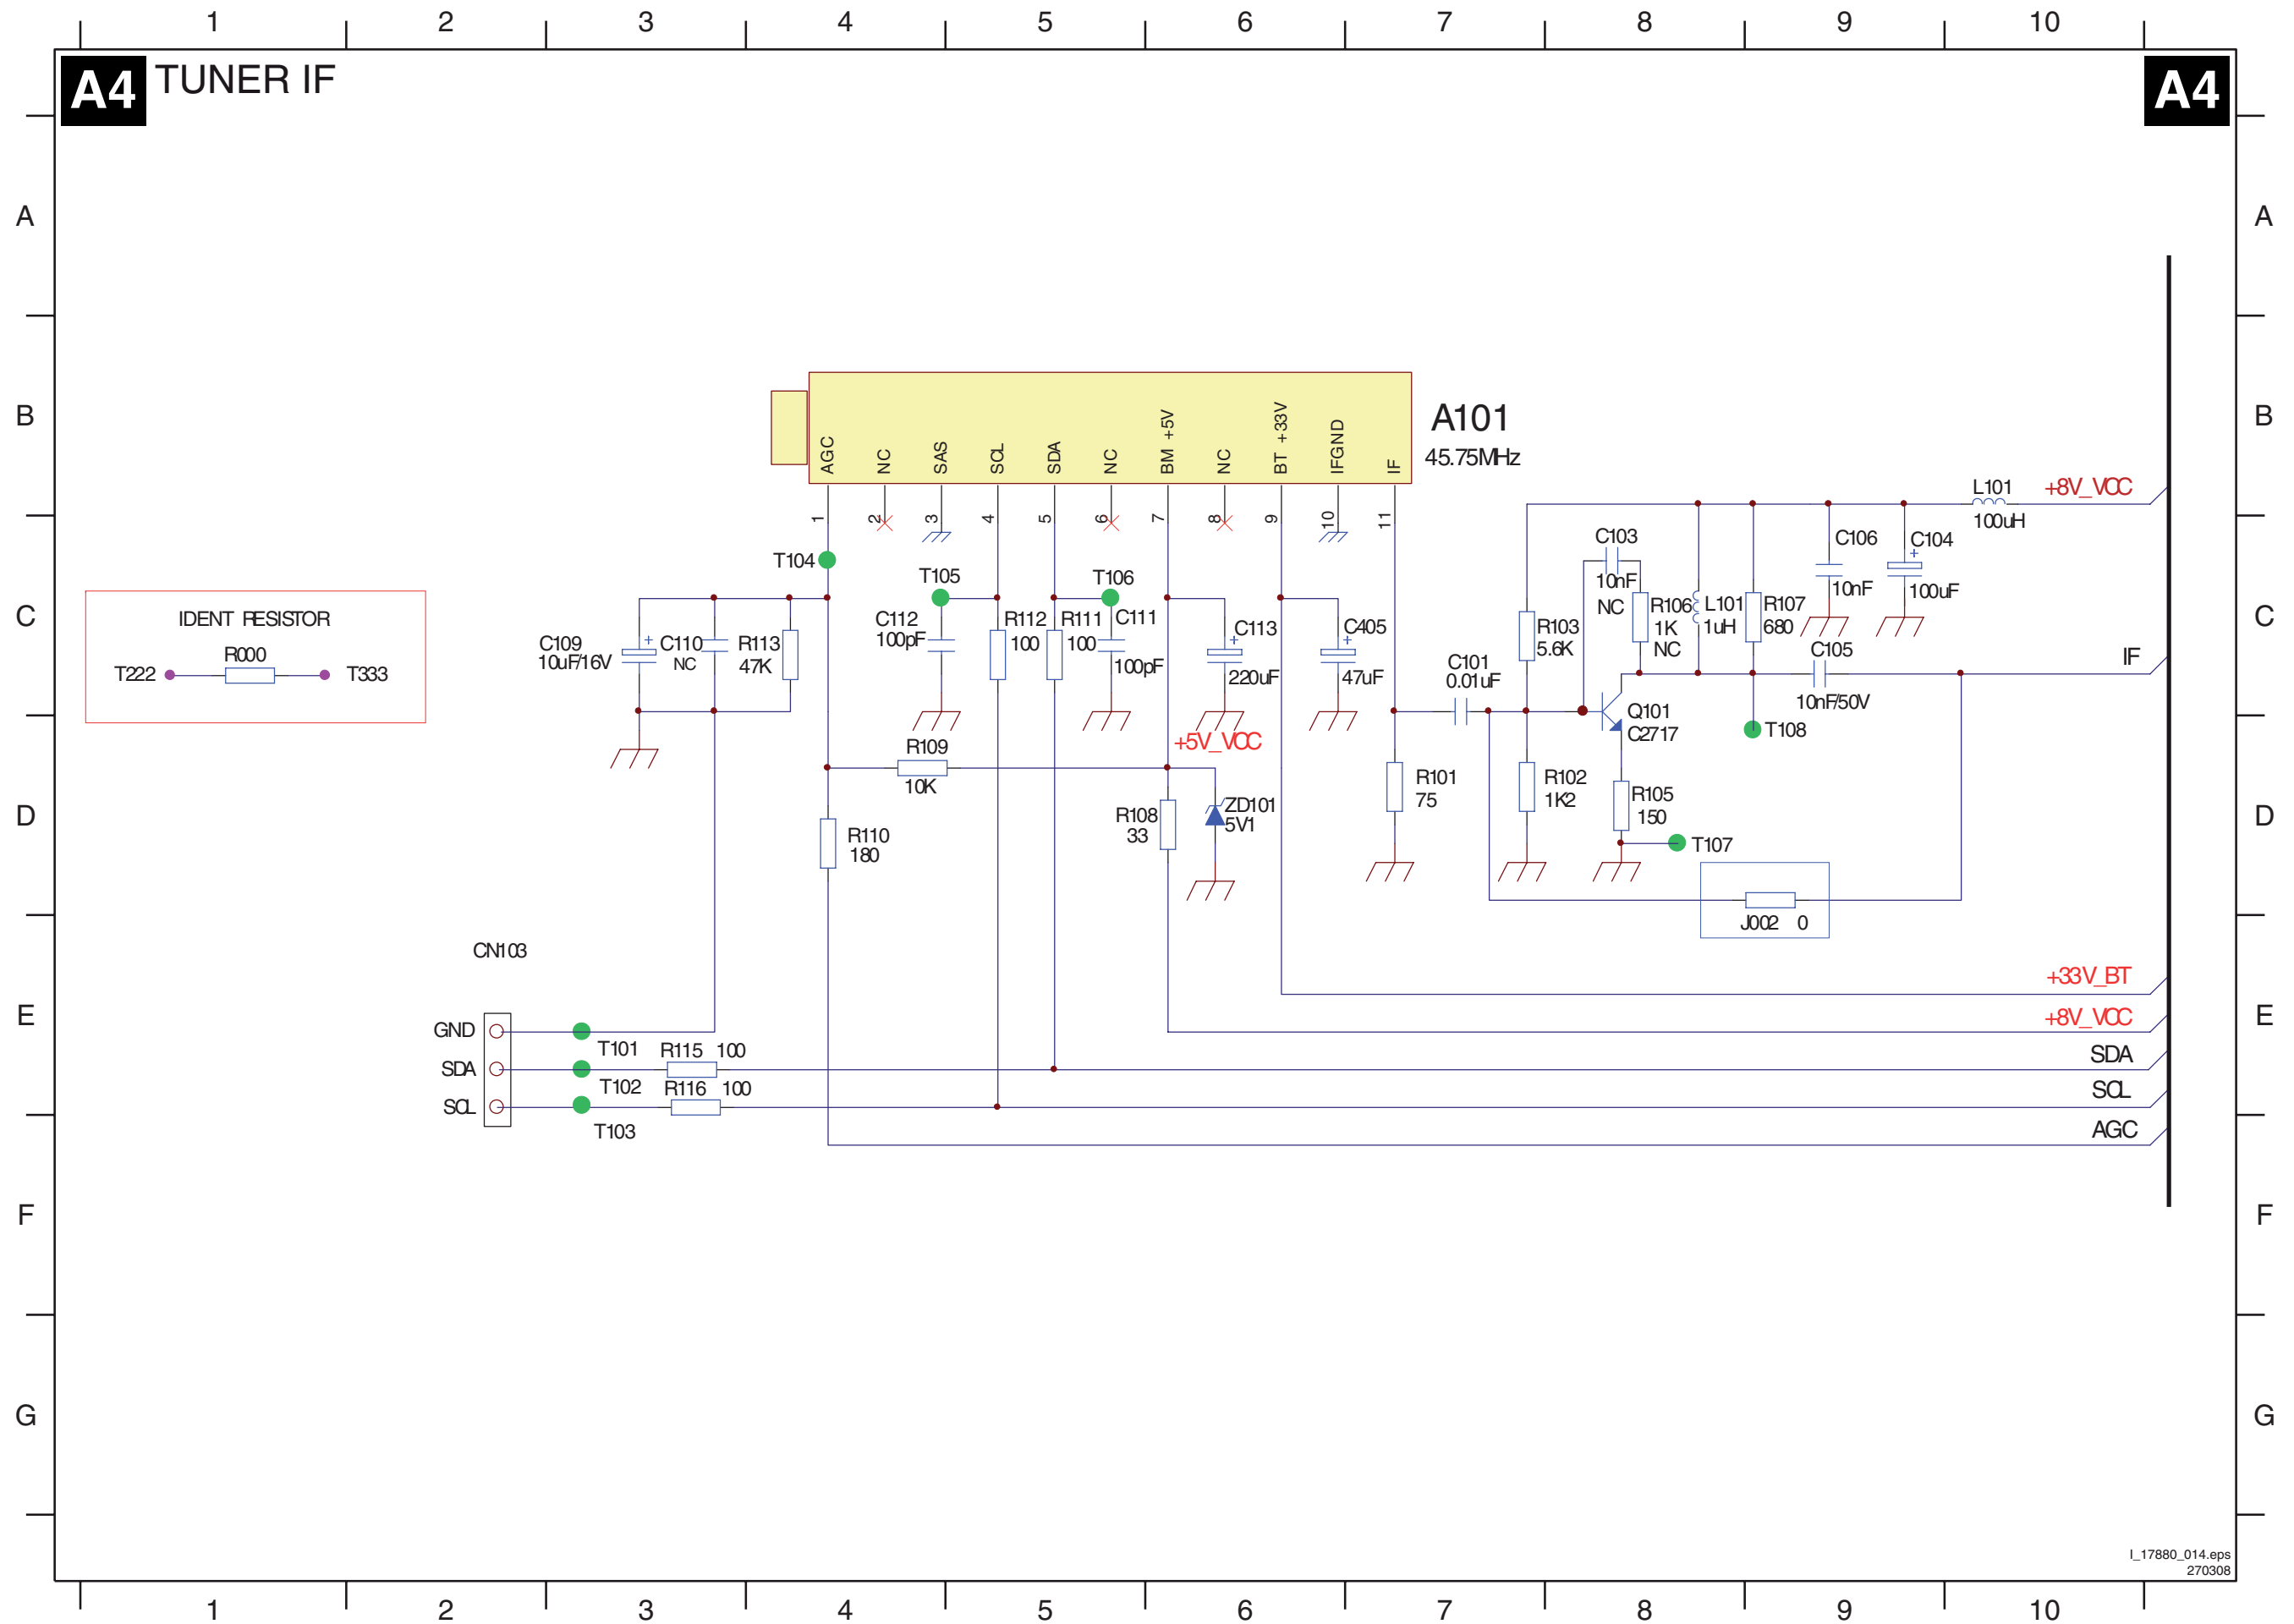 1 2 3 4 5 6 7 8 9 10
A4 TUNER IF A4
A A
B B
AGC
NC
SAS
SCL
SDA
NC
BM +5V
NC
BT +33V
IFGND
IF
A101
45.75MHz
1 2 3 4 5 6 7 8 9 10 11
L101
100uH
+8V_VCC
T104
T105
T106
C103
10nF
NC
C106
10nF
C104
+
100uF
C C
IDENT RESISTOR
R000
T222 T333
C109
10uF/16V
+
C110
NC
R113
47K
C112
100pF
R112
100
R111
100
C111
100pF
C113
+
220uF
C405
+
47uF
C101
0.01uF
R103
5.6K
R106
1K
NC
L101
1uH
R107
680
C105
10nF/50V
IF
Q101
C2717
T108
+5V_VCC
R109
10K
D D
R110
180
R108
33
ZD101
5V1
R101
75
R102
1K2
R105
150
T107
J002 0
CN103
+33V_BT
E E
GND
T101
+8V_VCC
SDA
T102
R115 100
SDA
SCL
T103
R116 100
SCL
AGC
F F
G G
I_17880_014.eps
270308
1 2 3 4 5 6 7 8 9 10